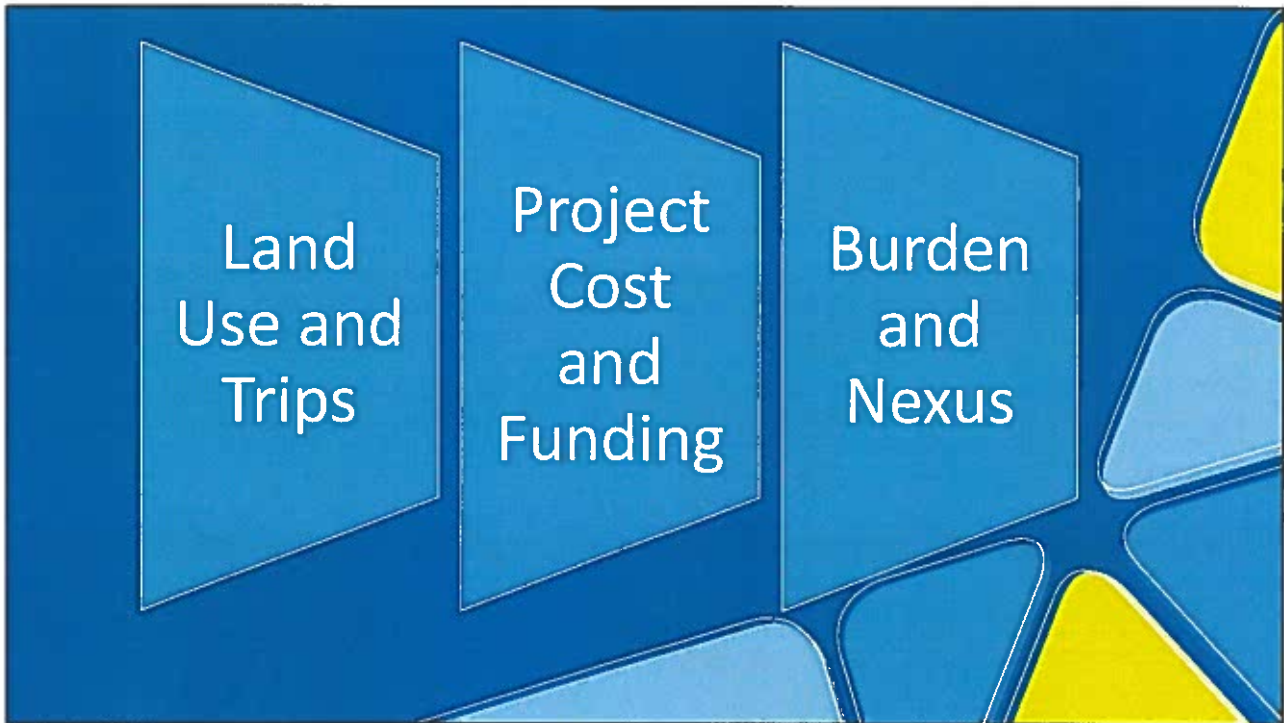 Land
Use and
Trips
Project
Cost
and
Funding
Burden
and
Nexus